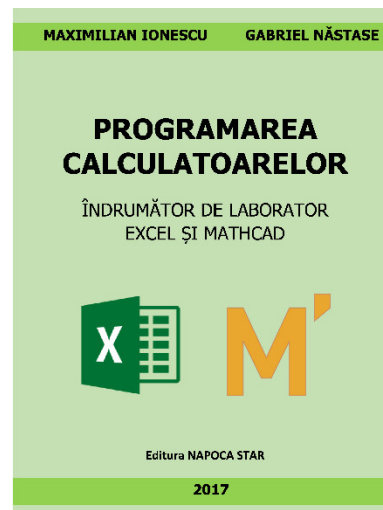 MAXIMILIAN IONESCU GABRIEL NĂSTASE
PROGRAMAREA
CALCULATOARELOR
ÎNDRUMĂTOR DE LABORATOR
EXCEL ȘI MATHCAD
X
M'
Editura NAPOCA STAR
2017